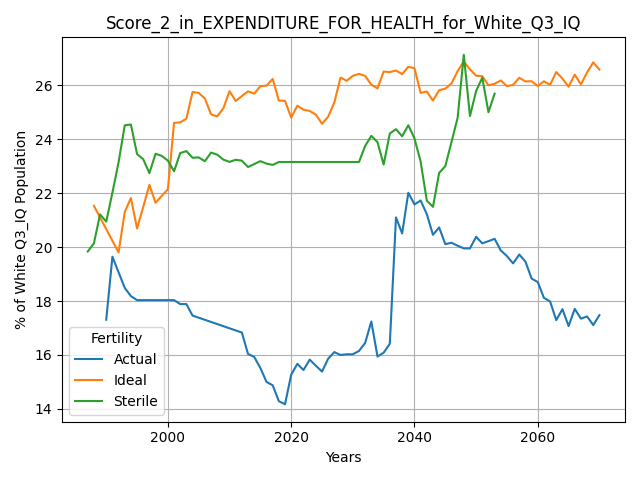 Score_2_in_EXPENDITURE_FOR_HEALTH_for_White_Q3_IQ
% of White Q3_IQ Population
26
24
22
20
18
16
14
Fertility
Actual
Ideal
Sterile
2000 2020 2040 2060
Years